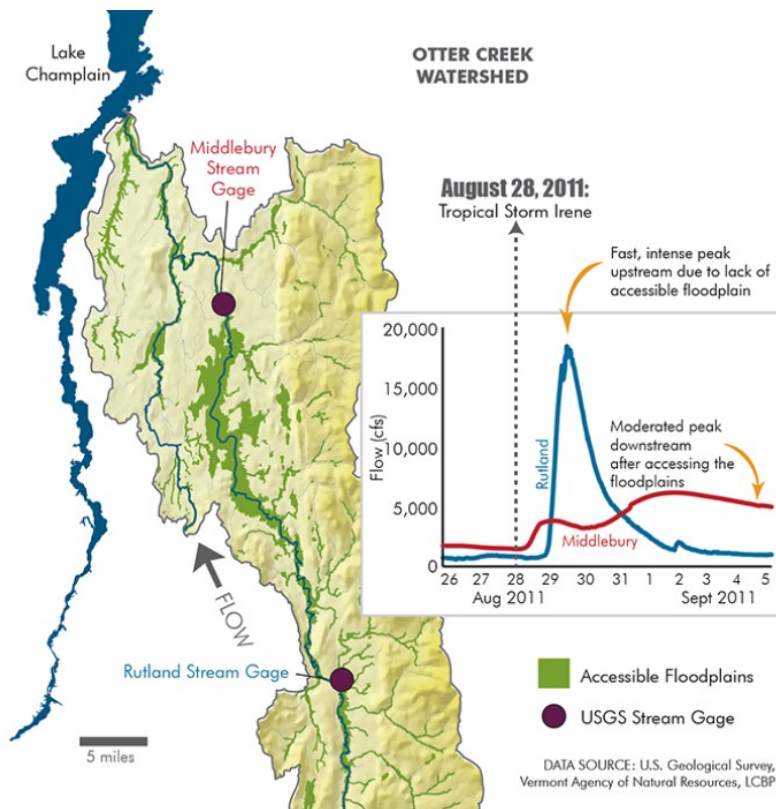 Lake
Champlain
OTTER CREEK
WATERSHED
Middlebury
Stream
Gage
August 28, 2011:
Tropical Storm Irene
Fast, intense peak
upstream due to lack of
accessible floodplain
20,000
15,000
10,000
5,000
0
Flow (cfs)
Rutland
Moderated peak
downstream
after accessing the
floodplains
Middlebury
26 27 28 29 30 31 1 2 3 4 5
Aug 2011 Sept 2011
FLOW
Rutland Stream Gage
Accessible Floodplains
USGS Stream Gage
5 miles
DATA SOURCE: U.S. Geological Survey,
Vermont Agency of Natural Resources, LCBP